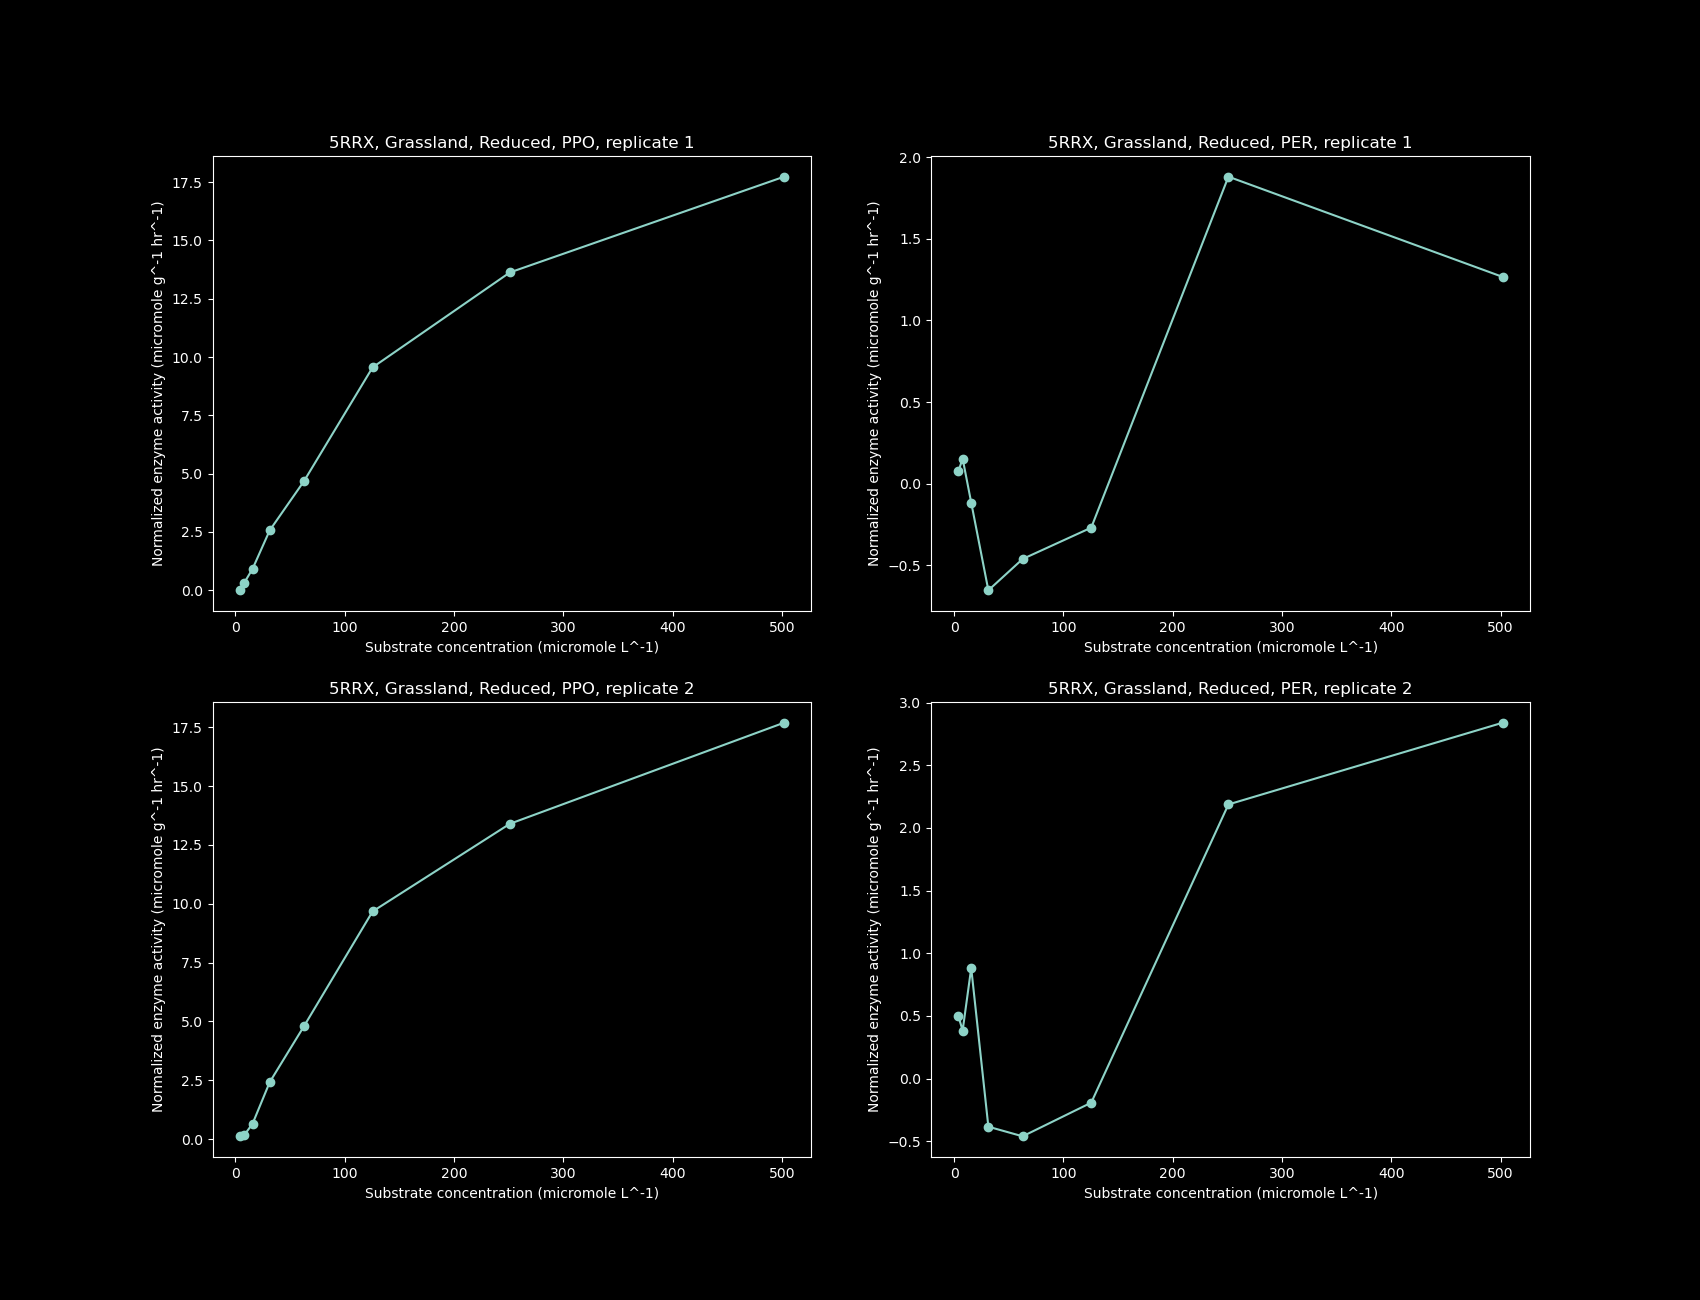 5RRX, Grassland, Reduced, PPO, replicate 1
Normalized enzyme activity (micromole g^-1 hr^-1)
17.5
15.0
12.5
10.0
7.5
5.0
2.5
0.0
0 100 200 300 400 500
Substrate concentration (micromole L^-1)
5RRX, Grassland, Reduced, PER, replicate 1
Normalized enzyme activity (micromole g^-1 hr^-1)
2.0
1.5
1.0
0.5
0.0
−0.5
0 100 200 300 400 500
Substrate concentration (micromole L^-1)
5RRX, Grassland, Reduced, PPO, replicate 2
Normalized enzyme activity (micromole g^-1 hr^-1)
17.5
15.0
12.5
10.0
7.5
5.0
2.5
0.0
0 100 200 300 400 500
Substrate concentration (micromole L^-1)
5RRX, Grassland, Reduced, PER, replicate 2
Normalized enzyme activity (micromole g^-1 hr^-1)
3.0
2.5
2.0
1.5
1.0
0.5
0.0
−0.5
0 100 200 300 400 500
Substrate concentration (micromole L^-1)